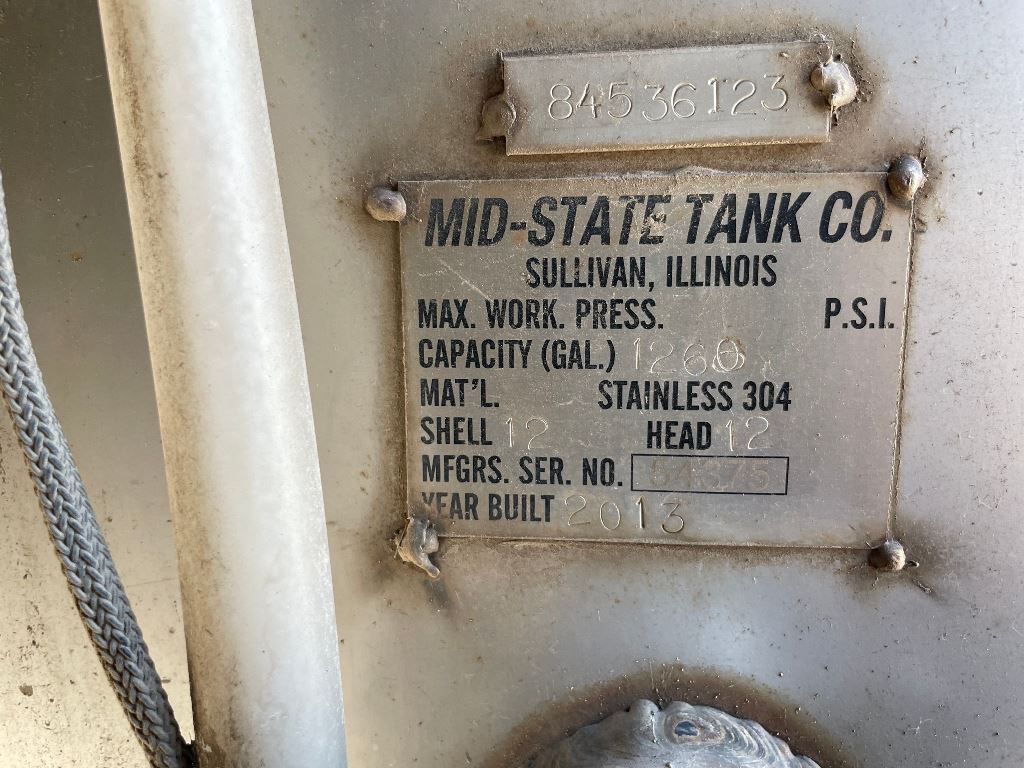 84536123
MID-STATE TANK CO.
SULLIVAN, ILLINOIS
MAX. WORK. PRESS. P.S.I.
CAPACITY (GAL.) 1260
MAT'L. STAINLESS 304
SHELL 12 HEAD 12
MFGRS. SER. NO. 54375
YEAR BUILT 2013